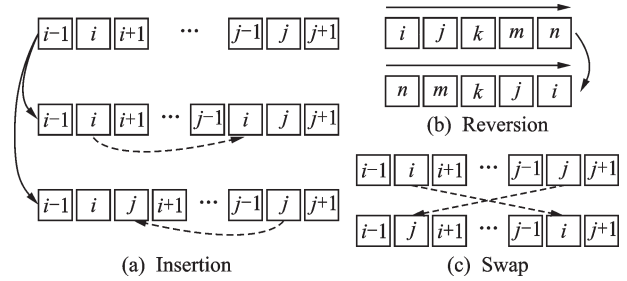 i−1 i i+1 ··· j−1 j j+1
i−1 i i+1 ··· j−1 i j j+1
i−1 i j i+1 ··· j−1 j j+1
(a) Insertion
i j k m n
n m k j i
(b) Reversion
i−1 i i+1 ··· j−1 j j+1
i−1 j i+1 ··· j−1 i j+1
(c) Swap